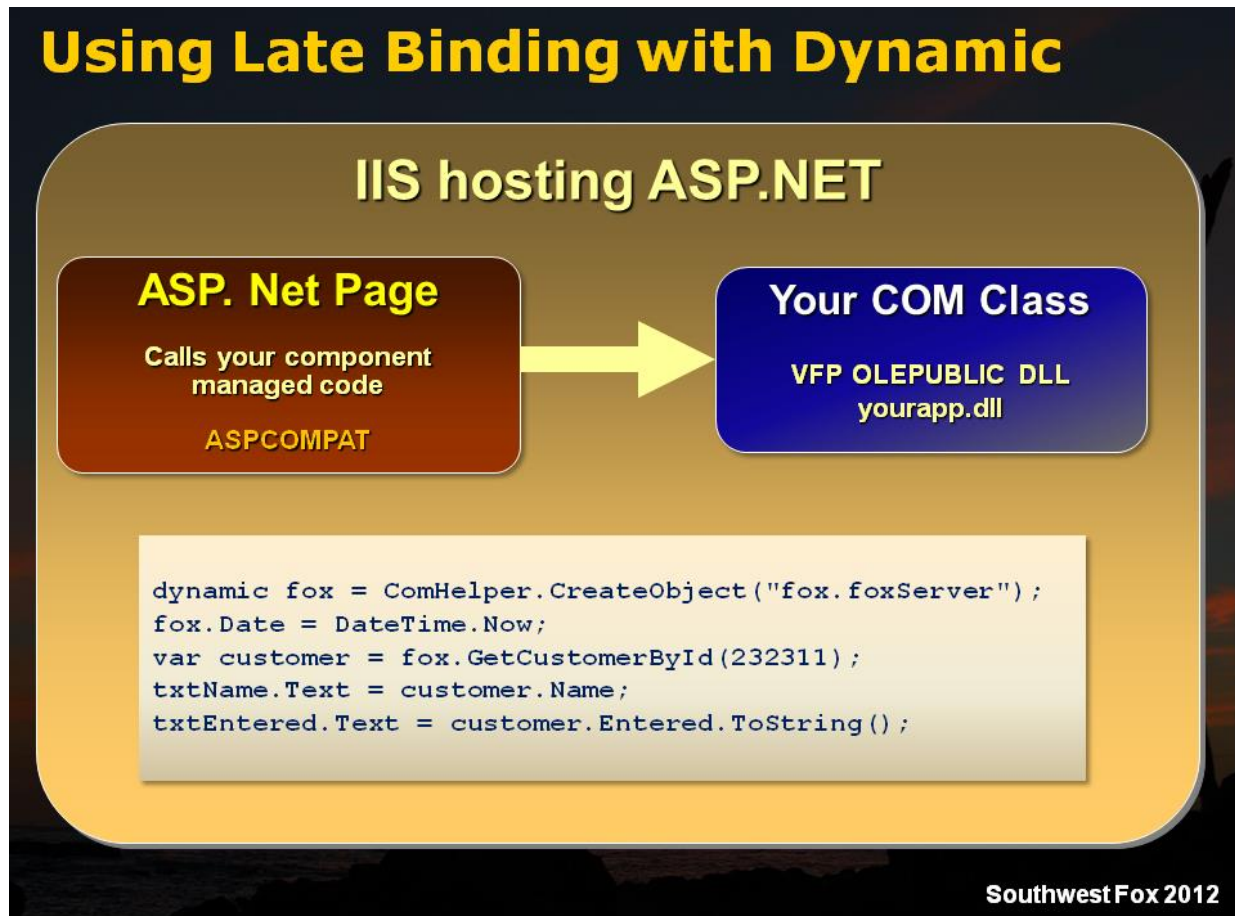 Using Late Binding with Dynamic
IIS hosting ASP.NET
ASP. Net Page
Calls your component
managed code
ASPCOMPAT
Your COM Class
VFP OLEPUBLIC DLL
yourapp.dll
dynamic fox = ComHelper.CreateObject("fox.foxServer");
fox.Date = DateTime.Now;
var customer = fox.GetCustomerById(232311);
txtName.Text = customer.Name;
txtEntered.Text = customer.Entered.ToString();
Southwest Fox 2012